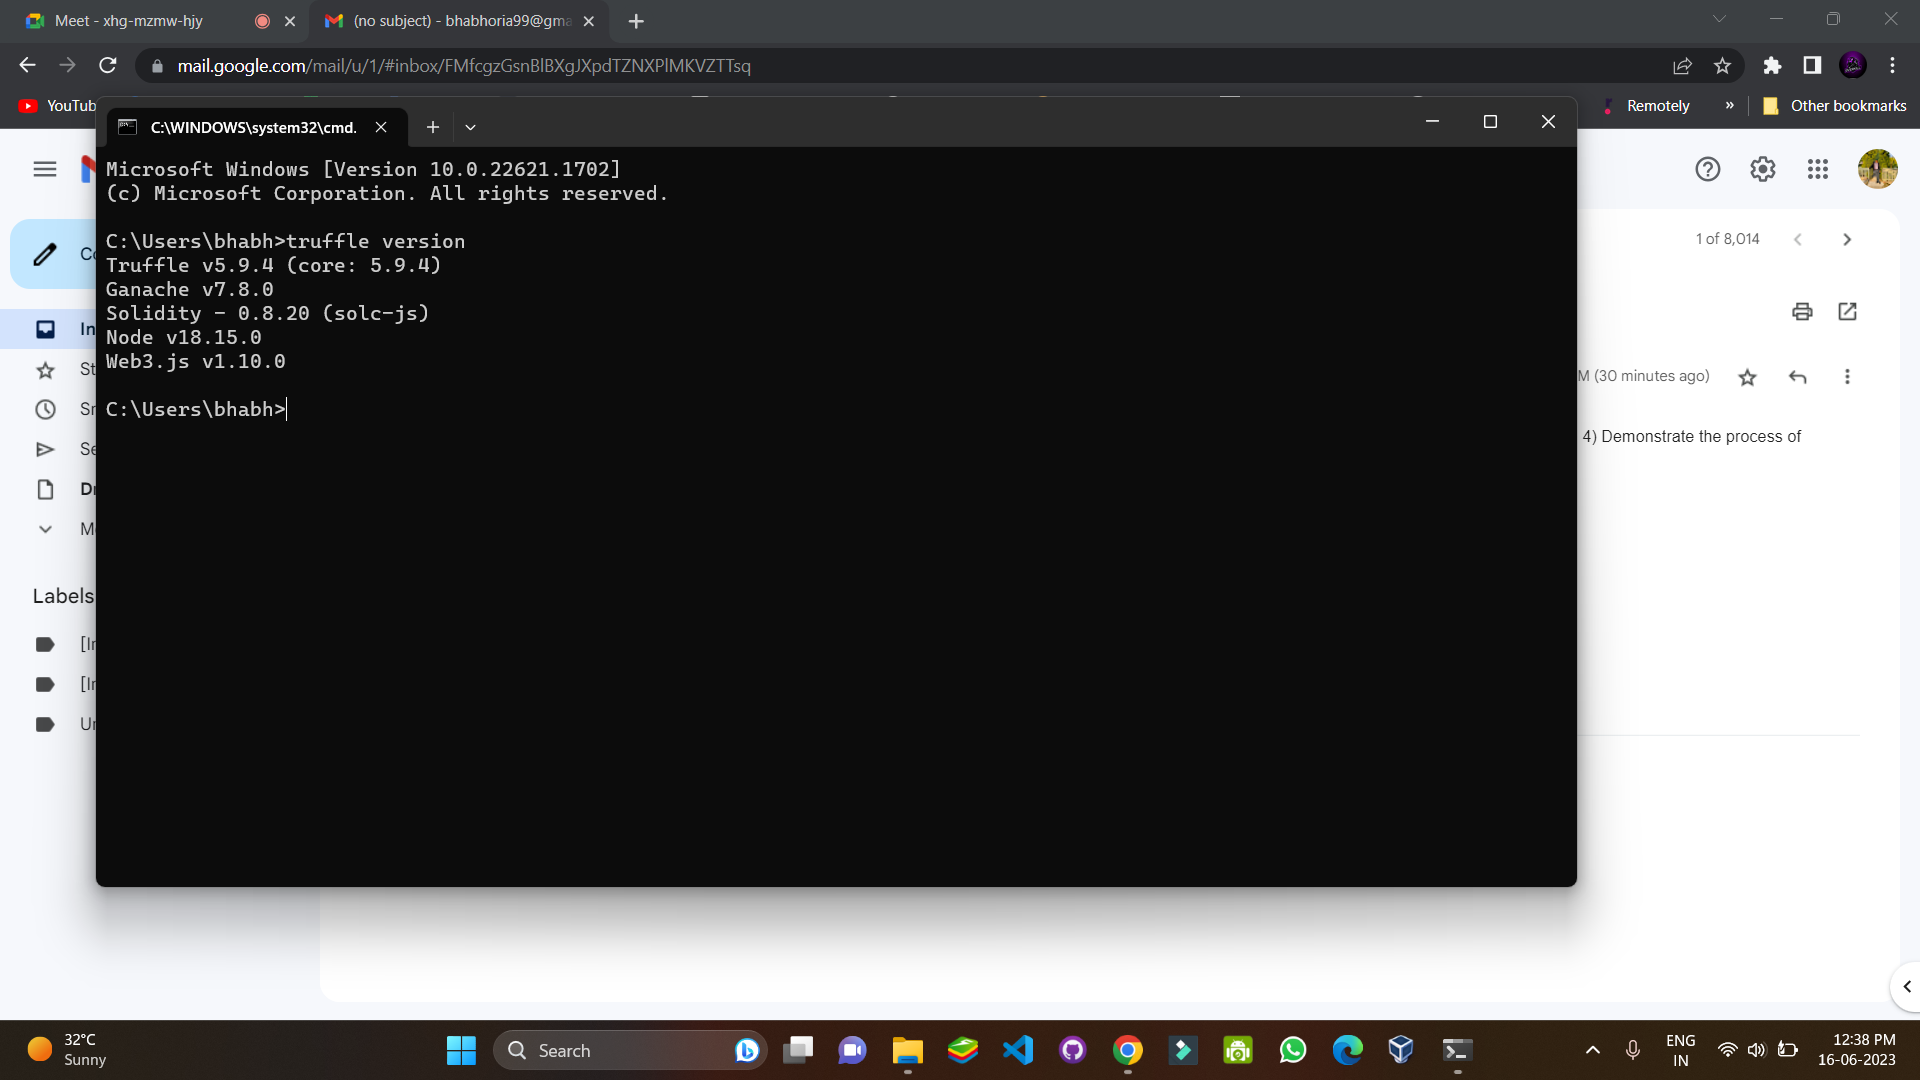 Meet - xhg-mzmw-hjy
(no subject) - bhabhoria99@gma
mail.google.com/mail/u/1/#inbox/FMfcgzGsnBlBXgJXpdTZNXPlMKVZTTsq
YouTub
Remotely
»
Other bookmarks
C:\WINDOWS\system32\cmd.
Microsoft Windows [Version 10.0.22621.1702]
(c) Microsoft Corporation. All rights reserved.
C:\Users\bhabh>truffle version
Truffle v5.9.4 (core: 5.9.4)
Ganache v7.8.0
Solidity - 0.8.20 (solc-js)
Node v18.15.0
Web3.js v1.10.0
C:\Users\bhabh>
Co
In
St
Sn
Se
Dr
Mo
Labels
[Im
[Im
Un
1 of 8,014
M (30 minutes ago)
4) Demonstrate the process of
32°C
Sunny
Search
ENG
IN
12:38 PM
16-06-2023